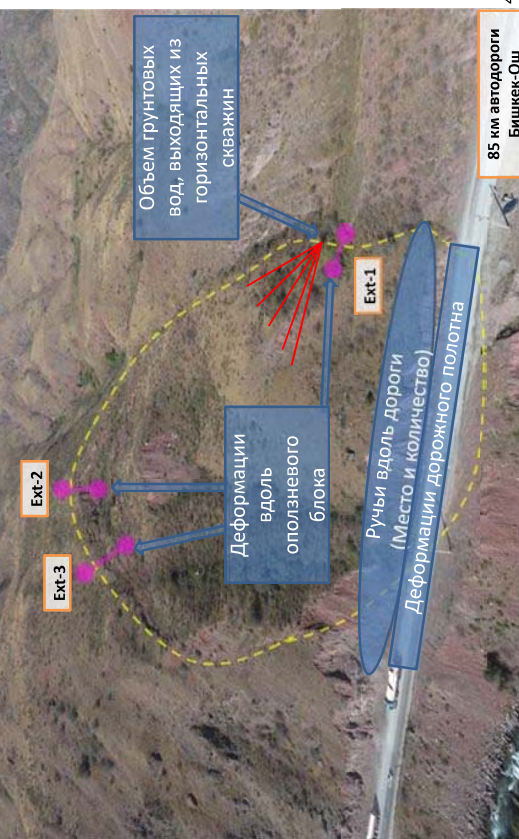 85 км автодороги
Бишкек-Ош
Объем грунтовых
вод, выходящих из
горизонтальных
скважин
Ext-1
Ext-2
Ext-3
Деформации
вдоль
оползневого
блока
Ручьи вдоль дороги
(Место и количество)
Деформации дорожного полотна